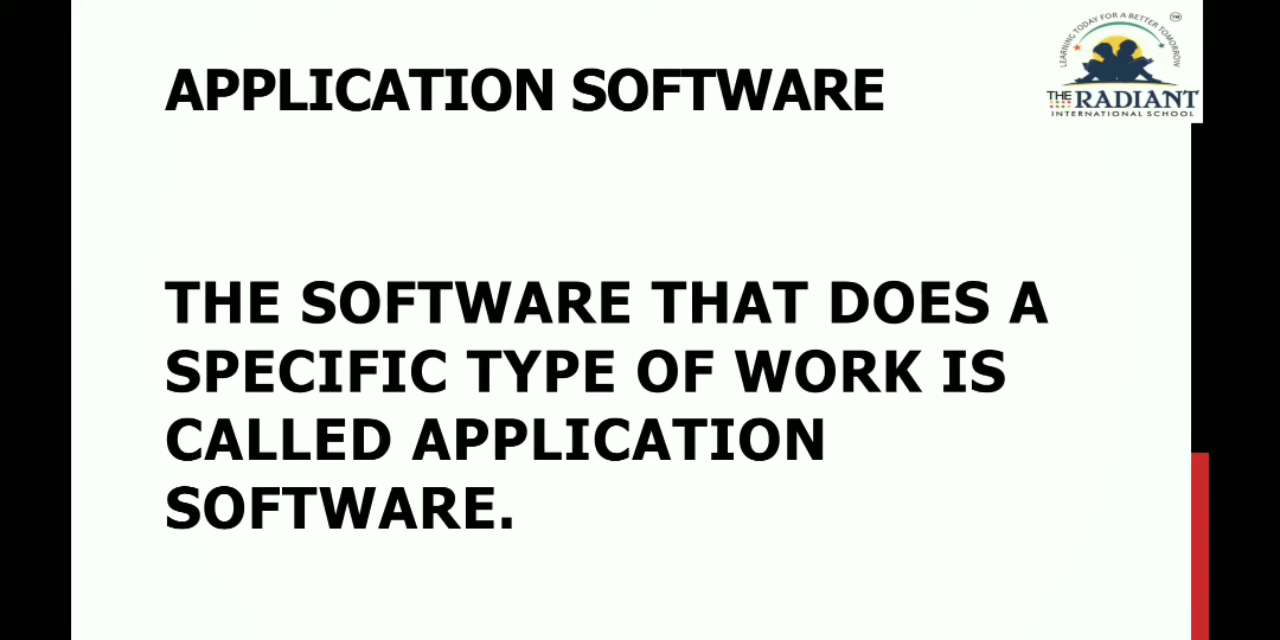 LEARNING TODAY FOR A BETTER TOMORROW
TM
APPLICATION SOFTWARE
THE RADIANT
INTERNATIONAL SCHOOL
THE SOFTWARE THAT DOES A
SPECIFIC TYPE OF WORK IS
CALLED APPLICATION
SOFTWARE.